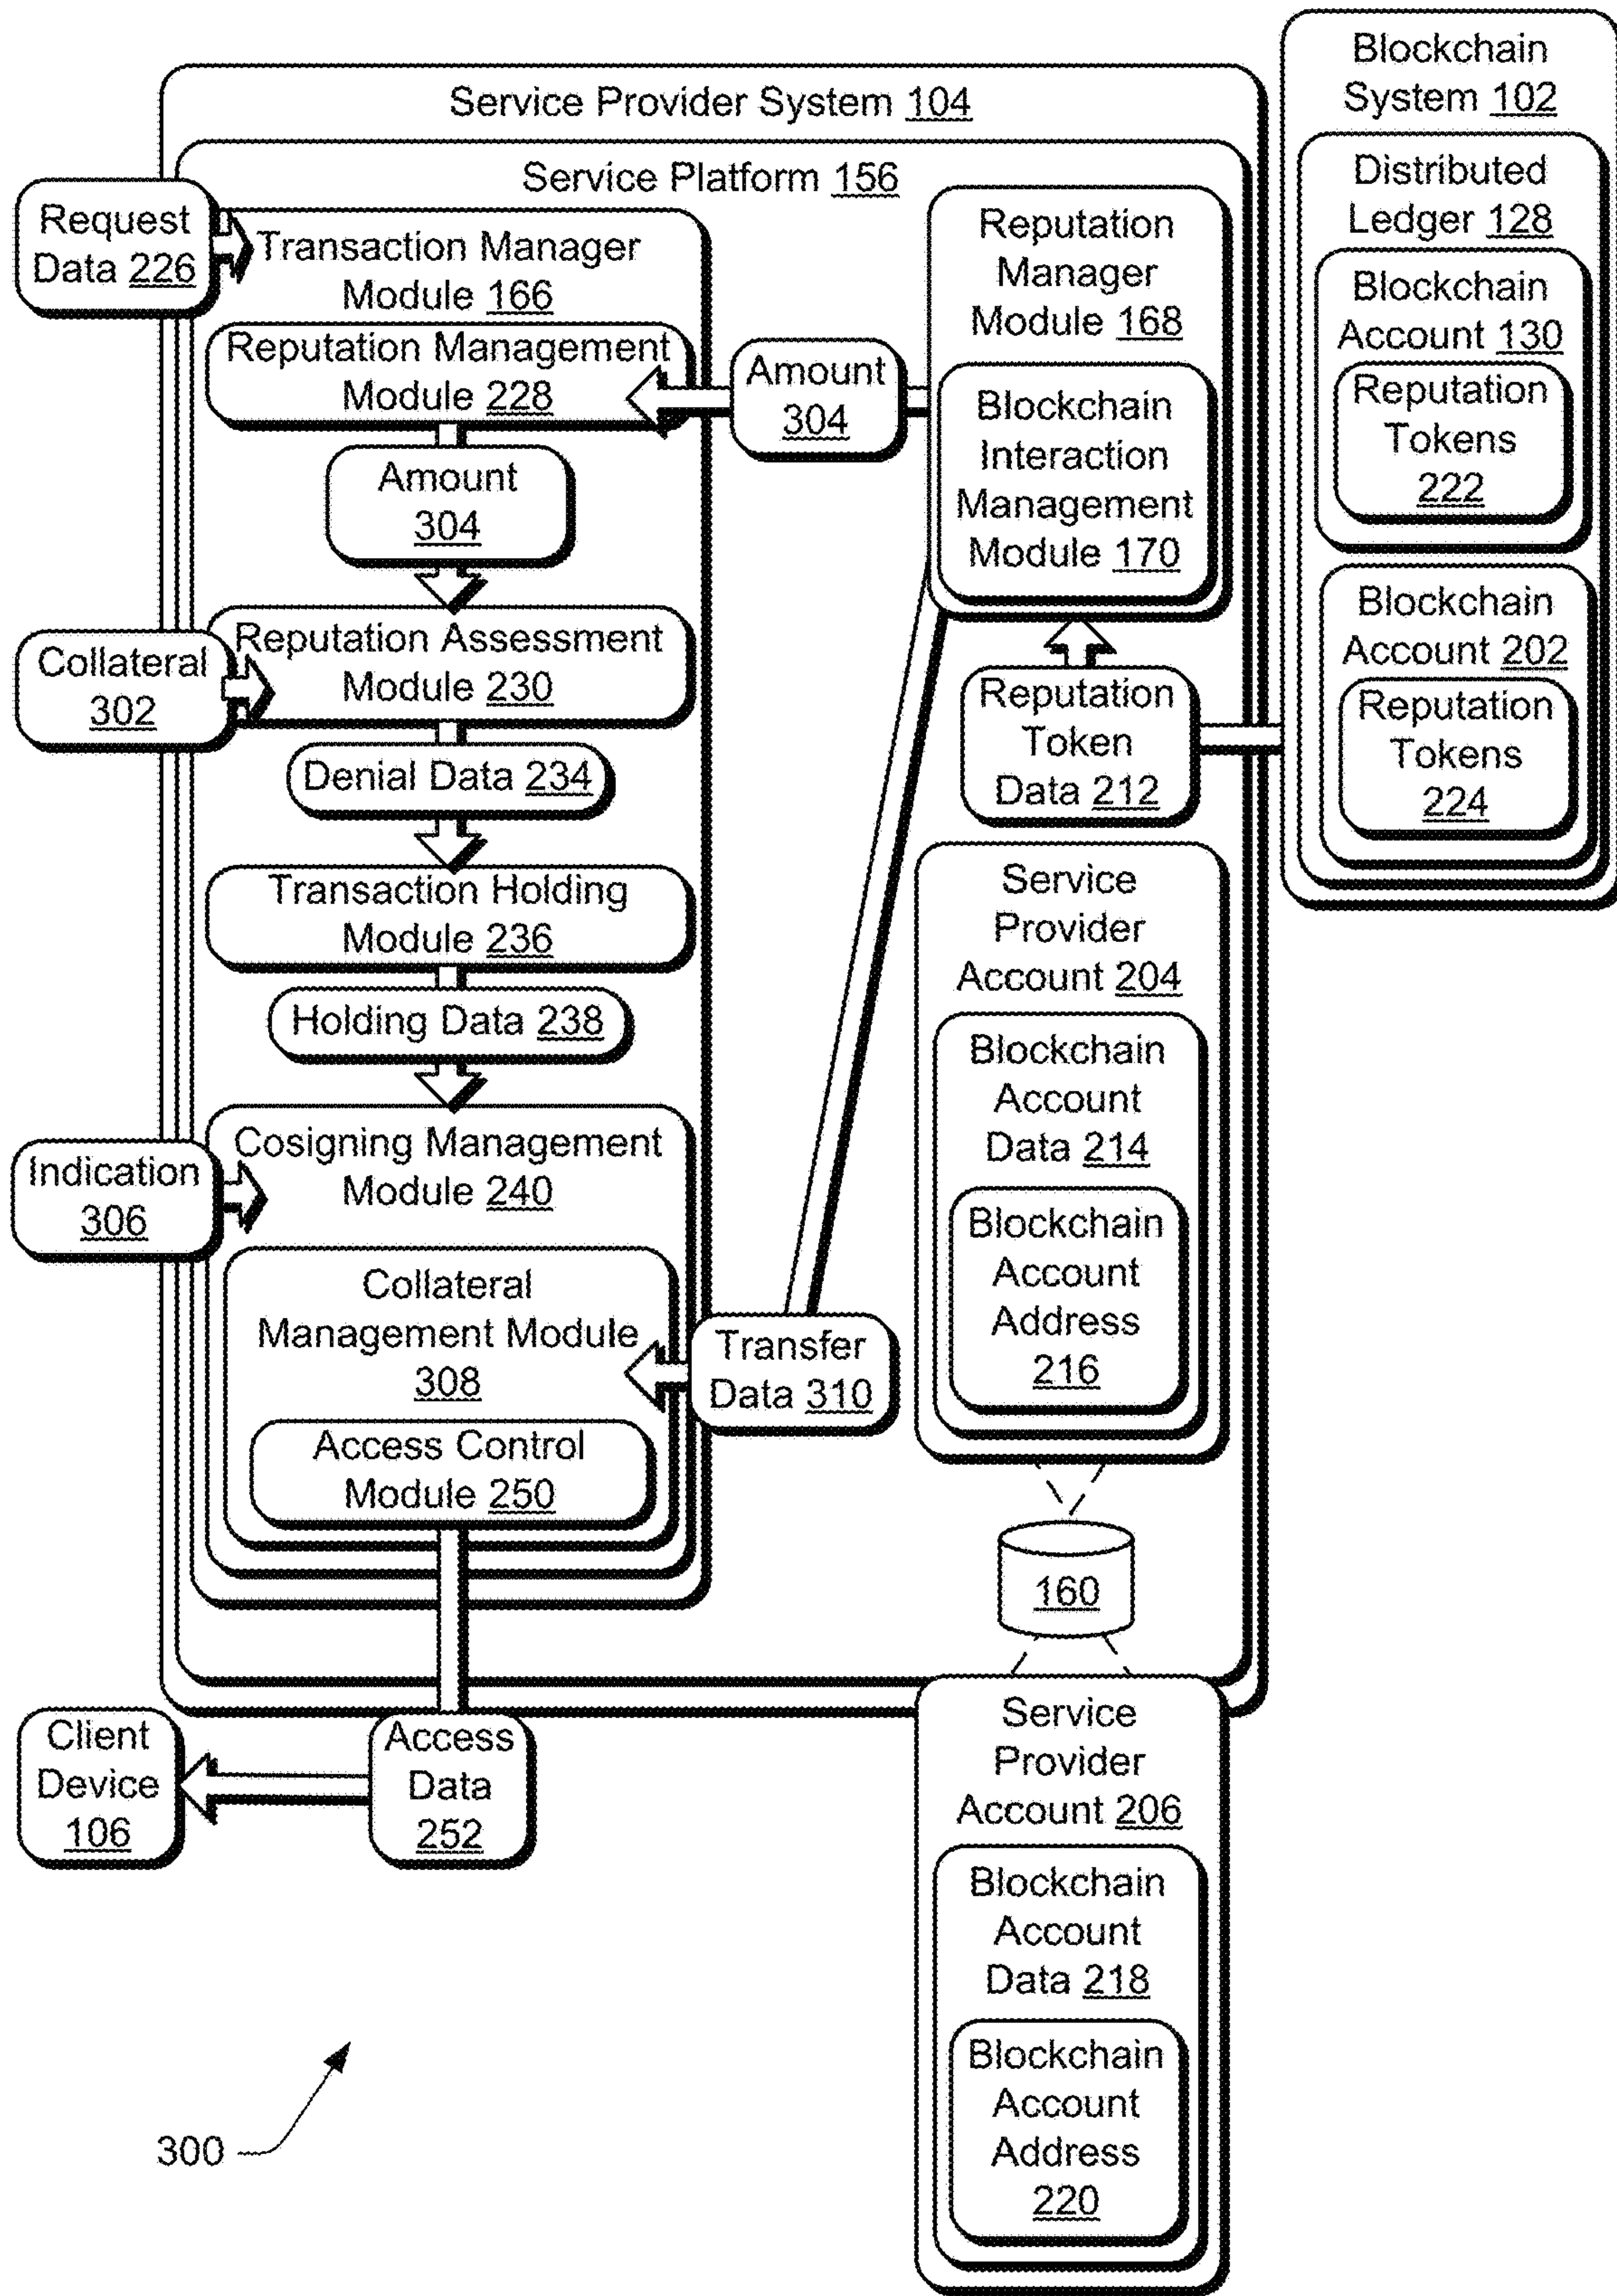 Service Provider System 104
Service Platform 156
Request
Data 226
Transaction Manager
Module 166
Reputation Management
Module 228
Amount
304
Amount
304
Collateral
302
Reputation Assessment
Module 230
Denial Data 234
Transaction Holding
Module 236
Holding Data 238
Indication
306
Cosigning Management
Module 240
Collateral
Management Module
308
Transfer
Data 310
Access Control
Module 250
Client
Device
106
Access
Data
252
Reputation
Manager
Module 168
Blockchain
Interaction
Management
Module 170
Reputation
Token
Data 212
Service
Provider
Account 204
Blockchain
Account
Data 214
Blockchain
Account
Address
216
160
Service
Provider
Account 206
Blockchain
Account
Data 218
Blockchain
Account
Address
220
Blockchain
System 102
Distributed
Ledger 128
Blockchain
Account 130
Reputation
Tokens
222
Blockchain
Account 202
Reputation
Tokens
224
300